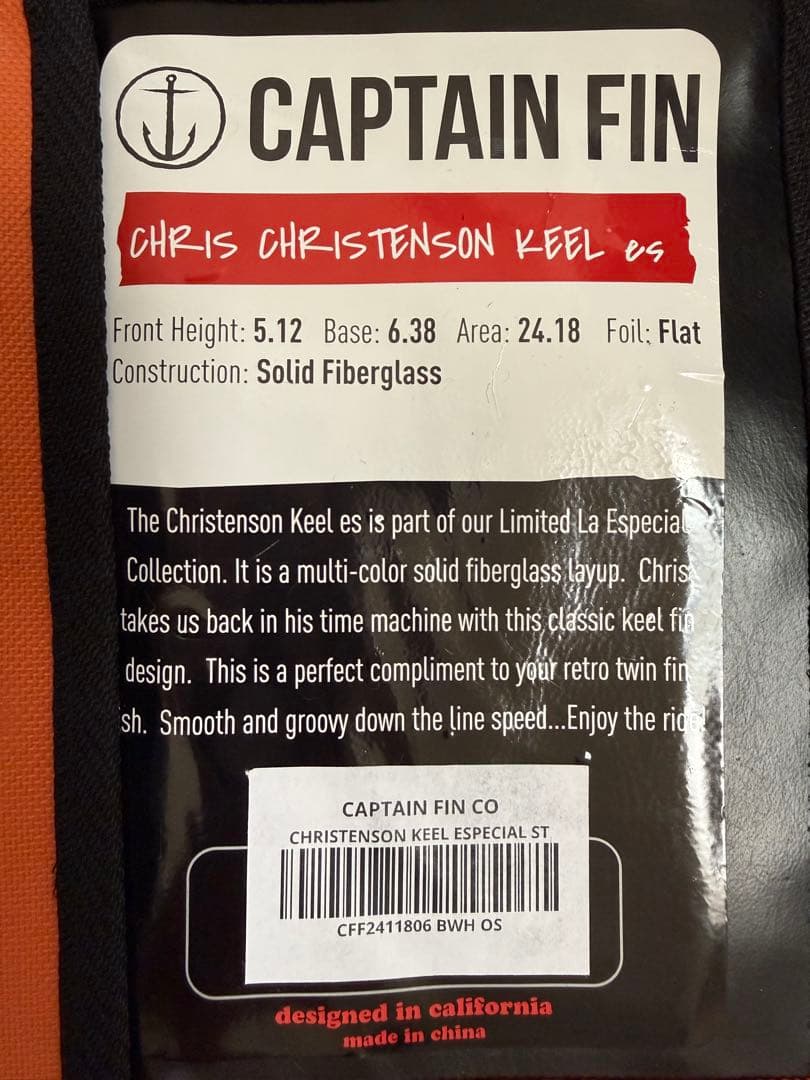 CAPTAIN FIN
CHRIS CHRISTENSON KEEL es
Front Height: 5.12 Base: 6.38 Area: 24.18 Foil: Flat
Construction: Solid Fiberglass
The Christenson Keel es is part of our Limited La Especial
Collection. It is a multi-color solid fiberglass layup. Chris
takes us back in his time machine with this classic keel fin
design. This is a perfect compliment to your retro twin fin
sh. Smooth and groovy down the line speed...Enjoy the ride!
CAPTAIN FIN CO
CHRISTENSON KEEL ESPECIAL ST
CFF2411806 BWH OS
designed in california
made in china